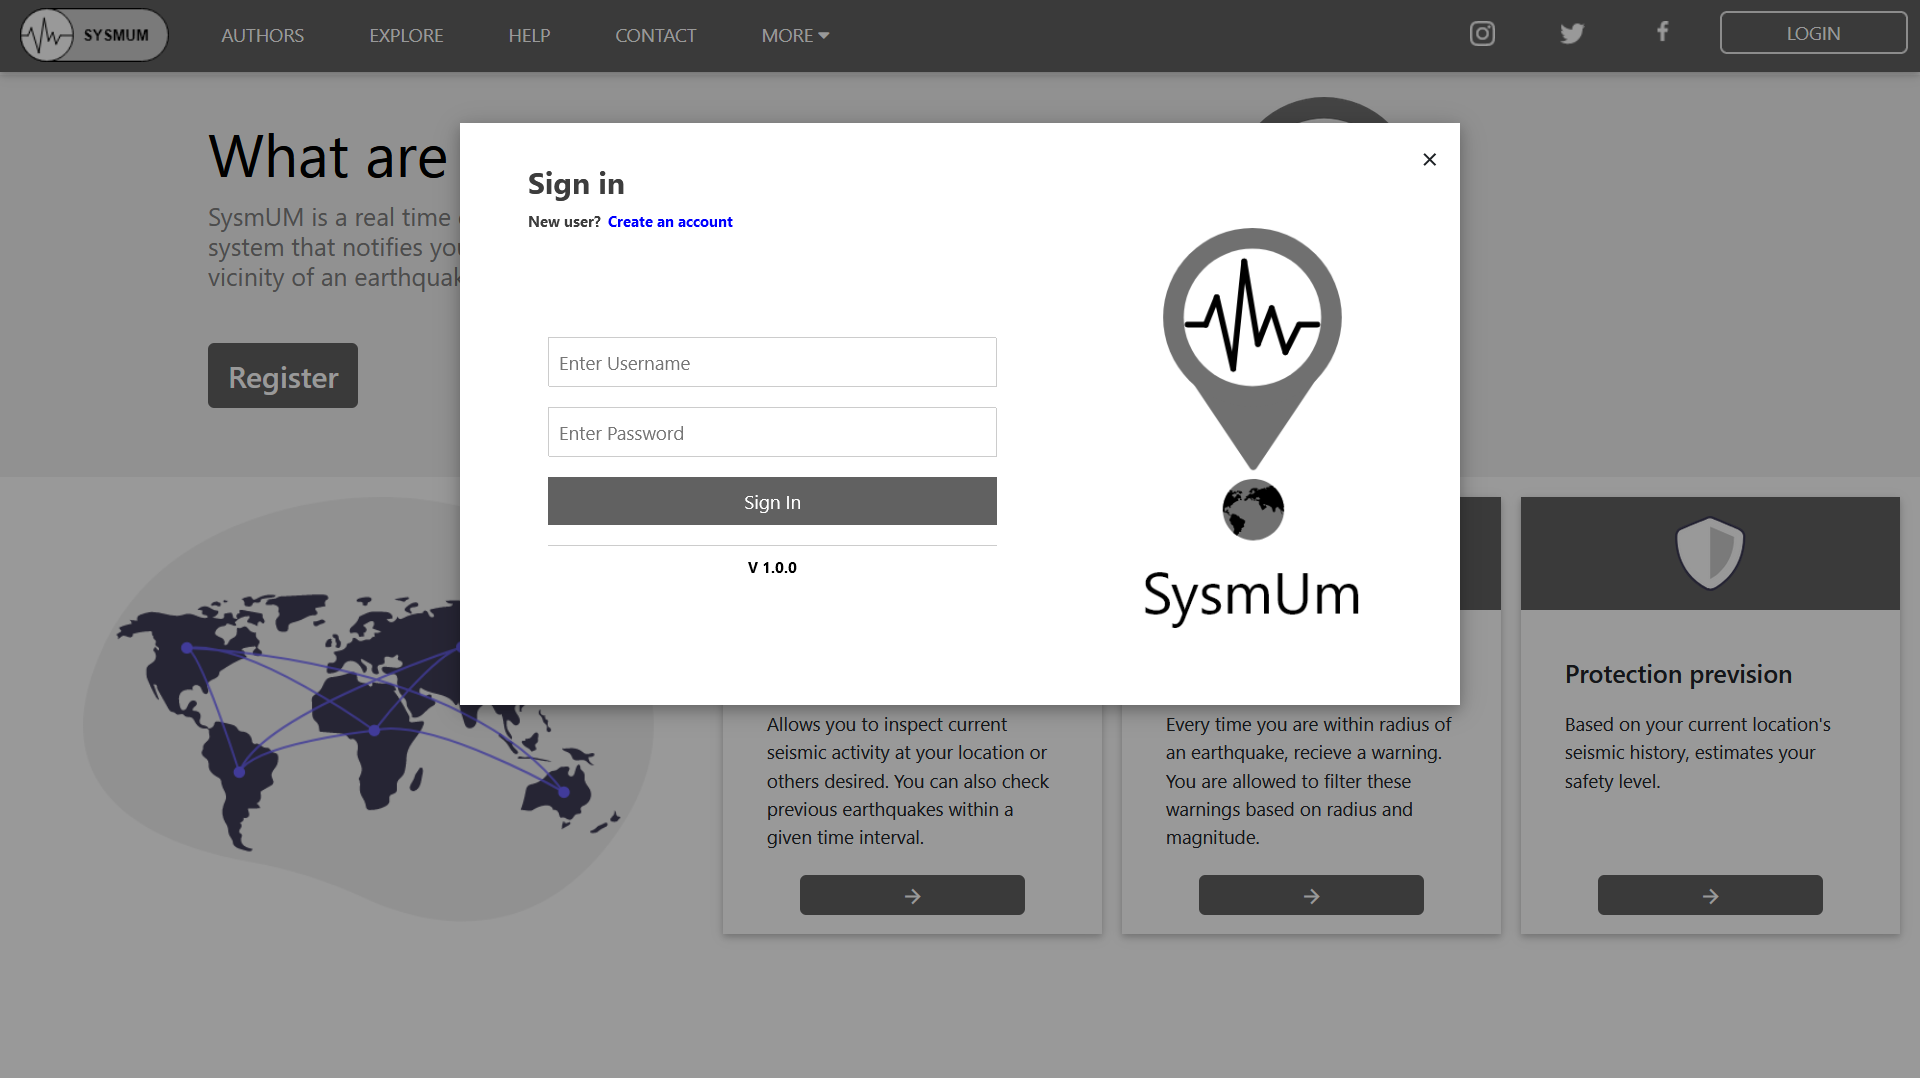 SYSMUM
AUTHORS
EXPLORE
HELP
CONTACT
MORE
LOGIN
What are
SysmUM is a real time
system that notifies you
vicinity of an earthquak
Register
Sign in
New user? Create an account
Enter Username
Enter Password
Sign In
V 1.0.0
SysmUm
Allows you to inspect current
seismic activity at your location or
others desired. You can also check
previous earthquakes within a
given time interval.
Every time you are within radius of
an earthquake, recieve a warning.
You are allowed to filter these
warnings based on radius and
magnitude.
Protection prevision
Based on your current location's
seismic history, estimates your
safety level.